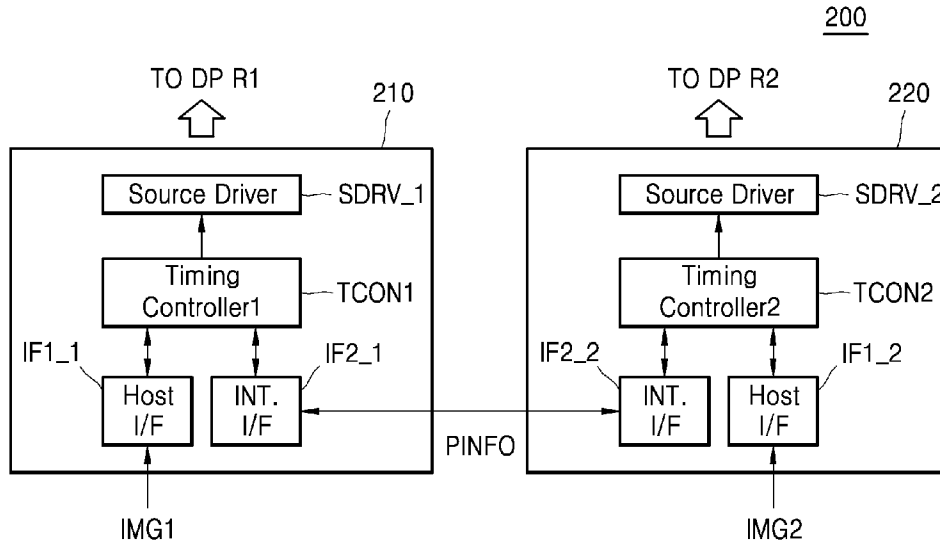 200
TO DP R1
TO DP R2
210
220
Source Driver
SDRV_1
Source Driver
SDRV_2
Timing
Controller1
TCON1
Timing
Controller2
TCON2
IF1_1
IF2_1
IF2_2
IF1_2
Host
I/F
INT.
I/F
INT.
I/F
Host
I/F
PINFO
IMG1
IMG2